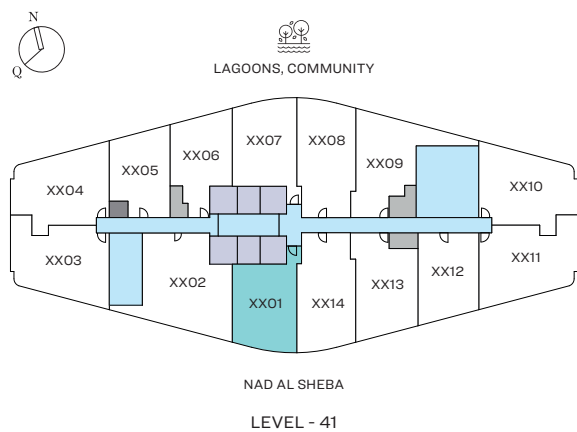 N
Q
LAGOONS, COMMUNITY
XX07 XX08
XX06 XX09
XX05
XX04 XX10
XX03 XX11
XX02 XX12
XX13
XX01 XX14
NAD AL SHEBA
LEVEL - 41